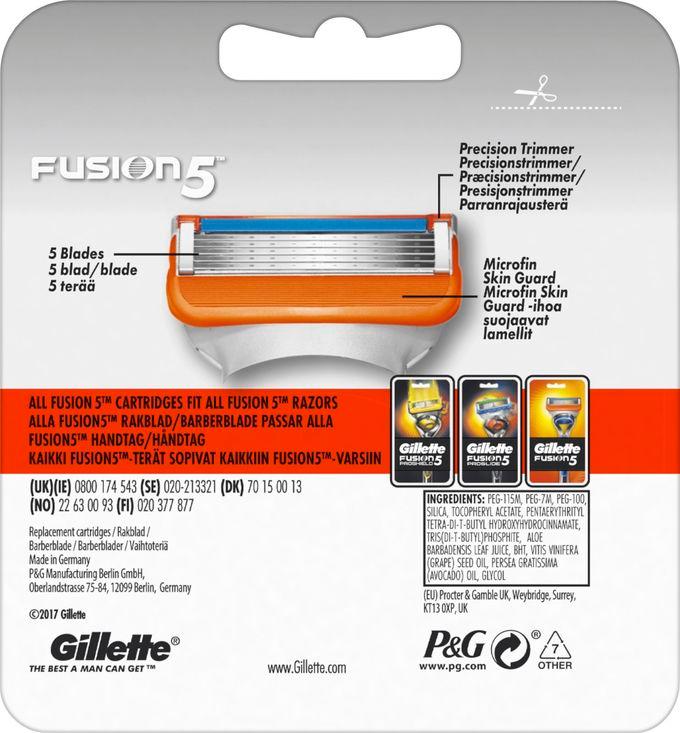 FUSION5™
Precision Trimmer
Precisionstrimmer/
Præcisionstrimmer/
Presisjonstrimmer
Parranrajausterä
5 Blades
5 blad/blade
5 terää
Microfin
Skin Guard
Microfin Skin
Guard -ihoa
suojaavat
lamellit
ALL FUSION 5™ CARTRIDGES FIT ALL FUSION 5™ RAZORS
ALLA FUSION5™ RAKBLAD/BARBERBLADE PASSAR ALLA
FUSION5™ HANDTAG/HÅNDTAG
KAIKKI FUSION5™-TERÄT SOPIVAT KAIKKIIN FUSION5™-VARSIIN
Gillette
FUSION5
PROSHIELD
Gillette
FUSION5
PROGLIDE
Gillette
FUSION5
(UK)(IE) 0800 174 543 (SE) 020-213321 (DK) 70 15 00 13
(NO) 22 63 00 93 (FI) 020 377 877
INGREDIENTS: PEG-115M, PEG-7M, PEG-100,
SILICA, TOCOPHERYL ACETATE, PENTAERYTHRITYL
TETRA-DI-T-BUTYL HYDROXYHYDROCINNAMATE,
TRIS(DI-T-BUTYL)PHOSPHITE, ALOE
BARBADENSIS LEAF JUICE, BHT, VITIS VINIFERA
(GRAPE) SEED OIL, PERSEA GRATISSIMA
(AVOCADO) OIL, GLYCOL
Replacement cartridges / Rakblad /
Barberblade / Barberblader / Vaihtoteriä
Made in Germany
P&G Manufacturing Berlin GmbH,
Oberlandstrasse 75-84, 12099 Berlin, Germany
(EU) Procter & Gamble UK, Weybridge, Surrey,
KT13 0XP, UK
©2017 Gillette
Gillette®
THE BEST A MAN CAN GET™
www.Gillette.com
P&G
www.pg.com
®
7
OTHER